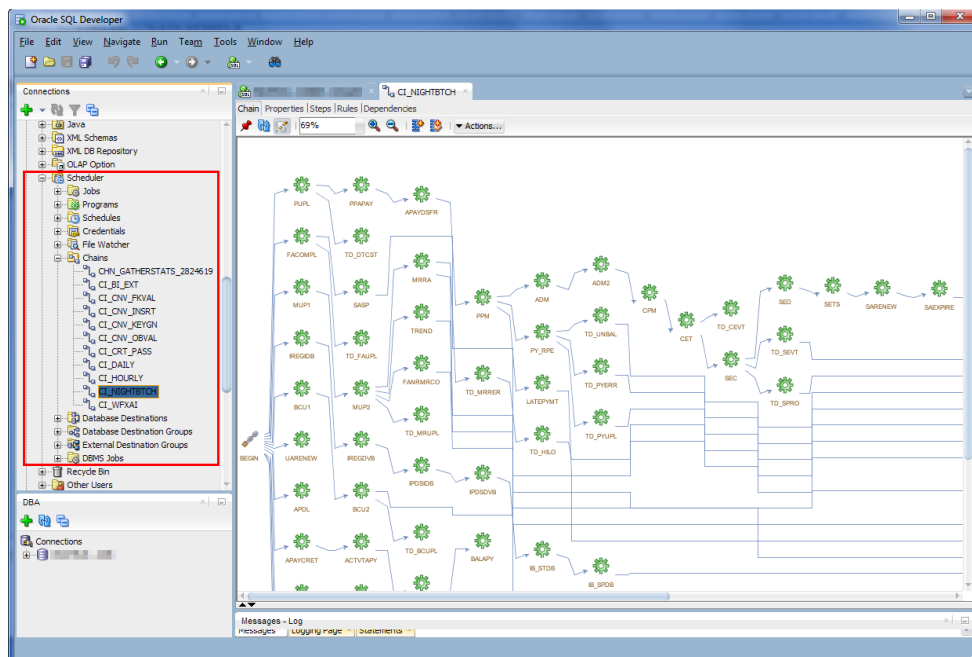 Oracle SQL Developer
File Edit View Navigate Run Team Tools Window Help
Connections
Java
XML Schemas
XML DB Repository
OLAP Option
Scheduler
Jobs
Programs
Schedules
Credentials
File Watcher
Chains
CHN_GATHERSTATS_2824619
CI_BI_EXT
CI_CNV_FKVAL
CI_CNV_INSRT
CI_CNV_KEYGN
CI_CNV_OBVAL
CI_CRT_PASS
CI_DAILY
CI_HOURLY
CI_NIGHTBTCH
CI_WFXAI
Database Destinations
Database Destination Groups
External Destination Groups
DBMS Jobs
Recycle Bin
Other Users
DBA
Connections
CI_NIGHTBTCH
Chain Properties Steps Rules Dependencies
69% Actions...
PUPL PPAPAY APAYDSFR
FACOMPL TD_DTCST MRRA ADM ADM2 SED SETS SARENEW SAEXPIRE
MUP1 SASP PPM CPM CET TD_CEVT
IREGIDB TD_FAUPL TREND PY_RPE TD_UNBAL TD_SEVT
BCU1 MUP2 FANRMRCD TD_MRRER LATEPYMT TD_PYERR SEC TD_SPRO
BEGIN UARENEW IREGDVB TD_MRUPL TD_HILO TD_PYUPL
APDL BCU2 IPDSIDB IPDSDVB
APAYCRET ACTVTAPY TD_BCUPL BALAPY IB_STDB IB_SPDB
Messages - Log
Messages Logging Page Statements